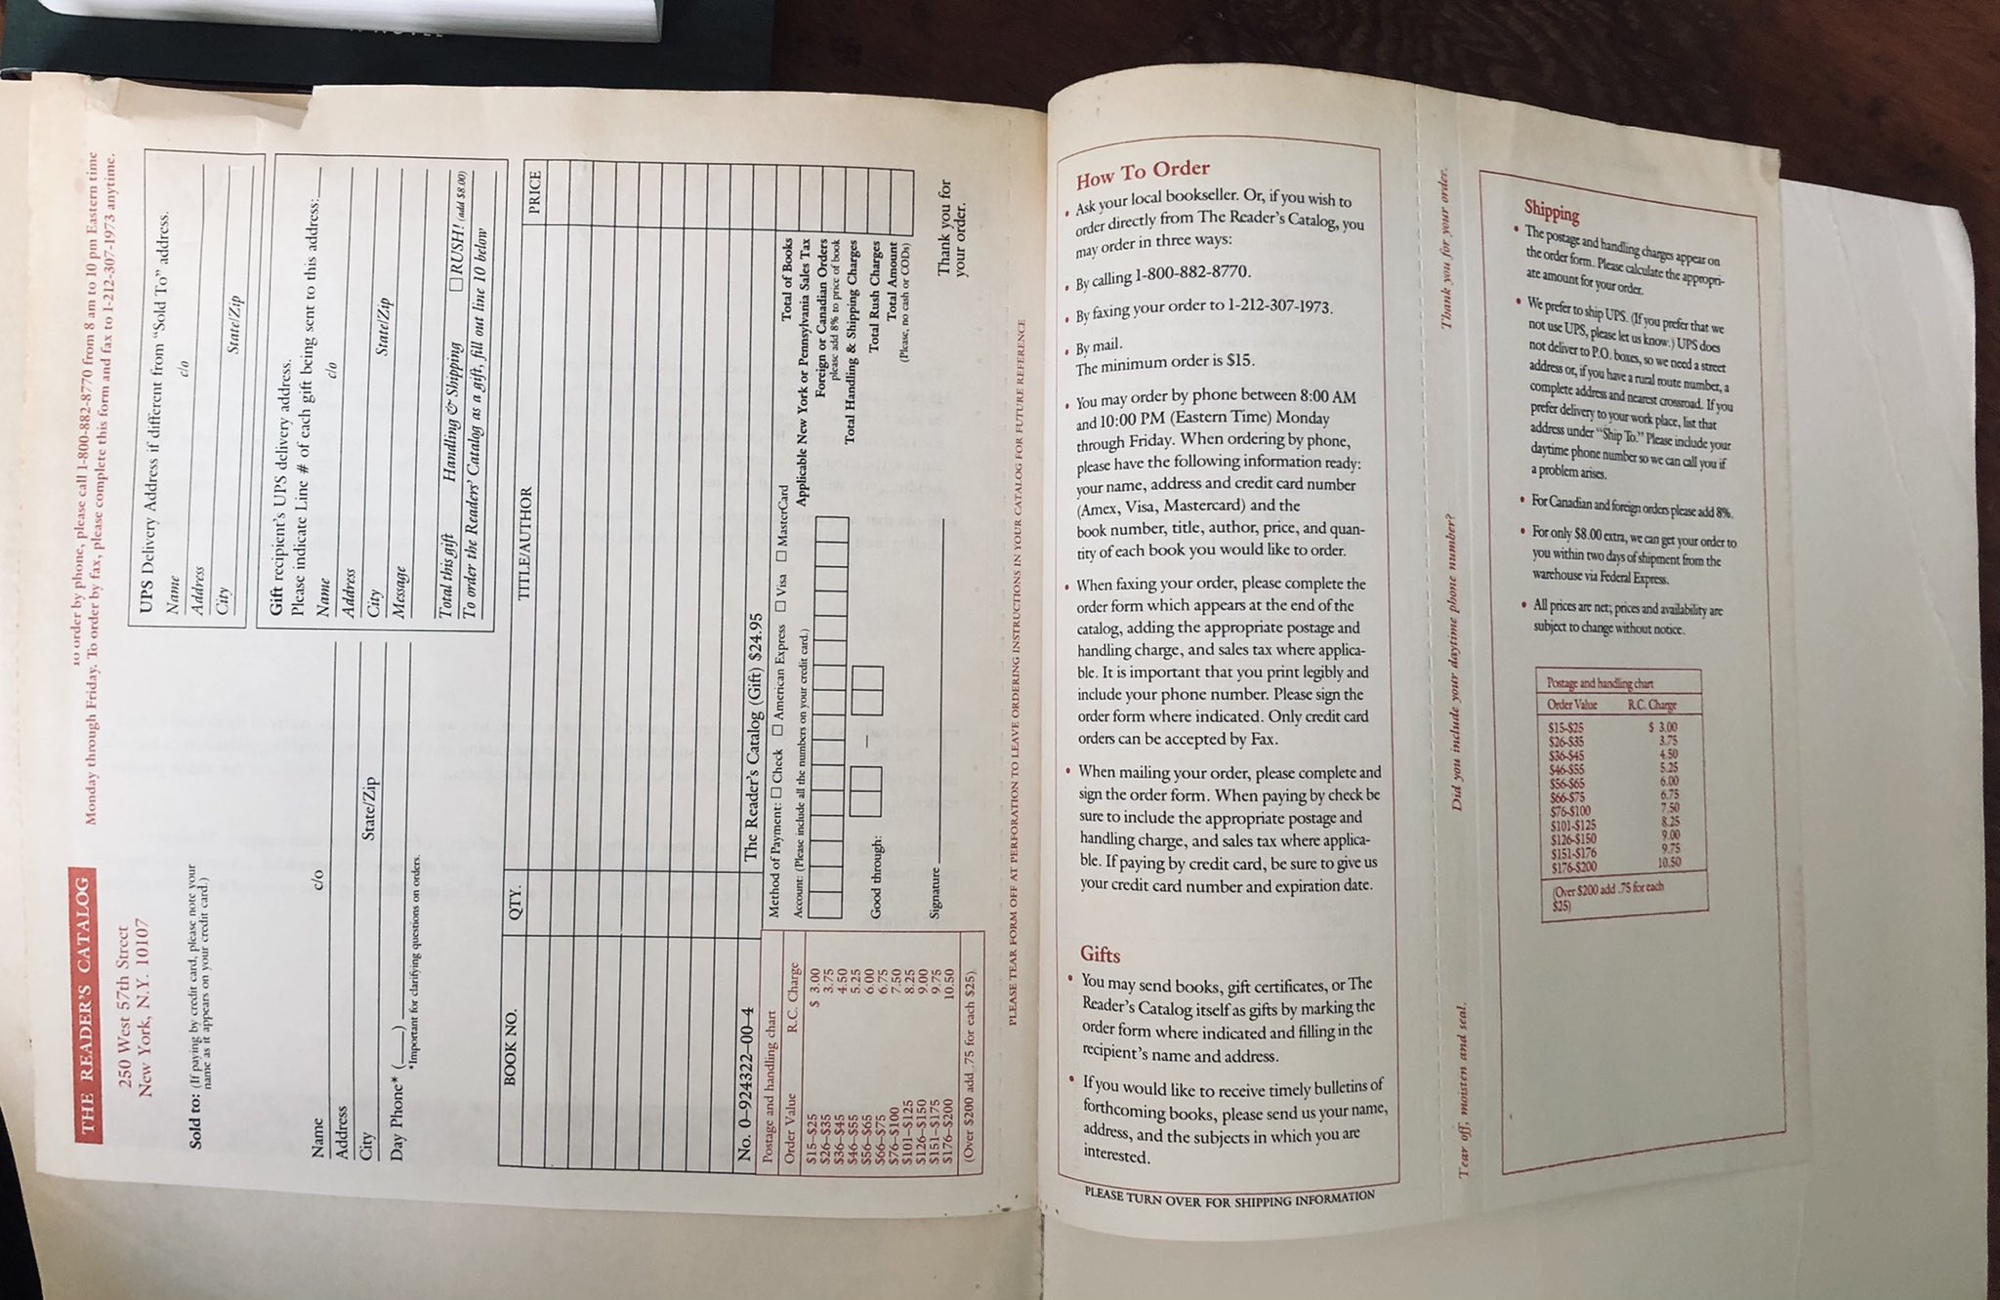 THE READER'S CATALOG
250 West 57th Street
New York, N.Y. 10107
To order by phone, please call 1-800-882-8770 from 8 am to 10 pm Eastern time
Monday through Friday. To order by fax, please complete this form and fax to 1-212-307-1973 anytime.
Sold to: (If paying by credit card, please note your
name as it appears on your credit card.)
Name c/o
Address
City State/Zip
Day Phone* (___)
*Important for clarifying questions on orders.
UPS Delivery Address if different from "Sold To" address.
Name c/o
Address
City State/Zip
Gift recipient's UPS delivery address.
Please indicate Line # of each gift being sent to this address:
Name c/o
Address
City State/Zip
Message
Total this gift Handling & Shipping RUSH! (add $8.00)
To order the Readers' Catalog as a gift, fill out line 10 below
BOOK NO. QTY. TITLE/AUTHOR PRICE
No. 0-924322-00-4 The Reader's Catalog (Gift) $24.95
Postage and handling chart
Order Value R.C. Charge
$15-$25 $ 3.00
$26-$35 3.75
$36-$45 4.50
$46-$55 5.25
$56-$65 6.00
$66-$75 6.75
$76-$100 7.50
$101-$125 8.25
$126-$150 9.00
$151-$175 9.75
$176-$200 10.50
(Over $200 add .75 for each $25)
Method of Payment: Check American Express Visa MasterCard
Account: (Please include all the numbers on your credit card.)
Good through: –
Signature
Total of Books
Applicable New York or Pennsylvania Sales Tax
Foreign or Canadian Orders
please add 8% to price of book
Total Handling & Shipping Charges
Total Rush Charges
Total Amount
(Please, no cash or CODs)
Thank you for
your order.
PLEASE TEAR FORM OFF AT PERFORATION TO LEAVE ORDERING INSTRUCTIONS IN YOUR CATALOG FOR FUTURE REFERENCE
How To Order
• Ask your local bookseller. Or, if you wish to
order directly from The Reader's Catalog, you
may order in three ways:
• By calling 1-800-882-8770.
• By faxing your order to 1-212-307-1973.
• By mail.
The minimum order is $15.
• You may order by phone between 8:00 AM
and 10:00 PM (Eastern Time) Monday
through Friday. When ordering by phone,
please have the following information ready:
your name, address and credit card number
(Amex, Visa, Mastercard) and the
book number, title, author, price, and quan-
tity of each book you would like to order.
• When faxing your order, please complete the
order form which appears at the end of the
catalog, adding the appropriate postage and
handling charge, and sales tax where applica-
ble. It is important that you print legibly and
include your phone number. Please sign the
order form where indicated. Only credit card
orders can be accepted by Fax.
• When mailing your order, please complete and
sign the order form. When paying by check be
sure to include the appropriate postage and
handling charge, and sales tax where applica-
ble. If paying by credit card, be sure to give us
your credit card number and expiration date.
Gifts
• You may send books, gift certificates, or The
Reader's Catalog itself as gifts by marking the
order form where indicated and filling in the
recipient's name and address.
• If you would like to receive timely bulletins of
forthcoming books, please send us your name,
address, and the subjects in which you are
interested.
PLEASE TURN OVER FOR SHIPPING INFORMATION
Tear off, moisten and seal. Did you include your daytime phone number? Thank you for your order.
Shipping
• The postage and handling charges appear on
the order form. Please calculate the appropri-
ate amount for your order.
• We prefer to ship UPS. (If you prefer that we
not use UPS, please let us know.) UPS does
not deliver to P.O. boxes, so we need a street
address or, if you have a rural route number, a
complete address and nearest crossroad. If you
prefer delivery to your work place, list that
address under "Ship To." Please include your
daytime phone number so we can call you if
a problem arises.
• For Canadian and foreign orders please add 8%.
• For only $8.00 extra, we can get your order to
you within two days of shipment from the
warehouse via Federal Express.
• All prices are net; prices and availability are
subject to change without notice.
Postage and handling chart
Order Value R.C. Charge
$15-$25 $ 3.00
$26-$35 3.75
$36-$45 4.50
$46-$55 5.25
$56-$65 6.00
$66-$75 6.75
$76-$100 7.50
$101-$125 8.25
$126-$150 9.00
$151-$176 9.75
$176-$200 10.50
(Over $200 add .75 for each
$25)